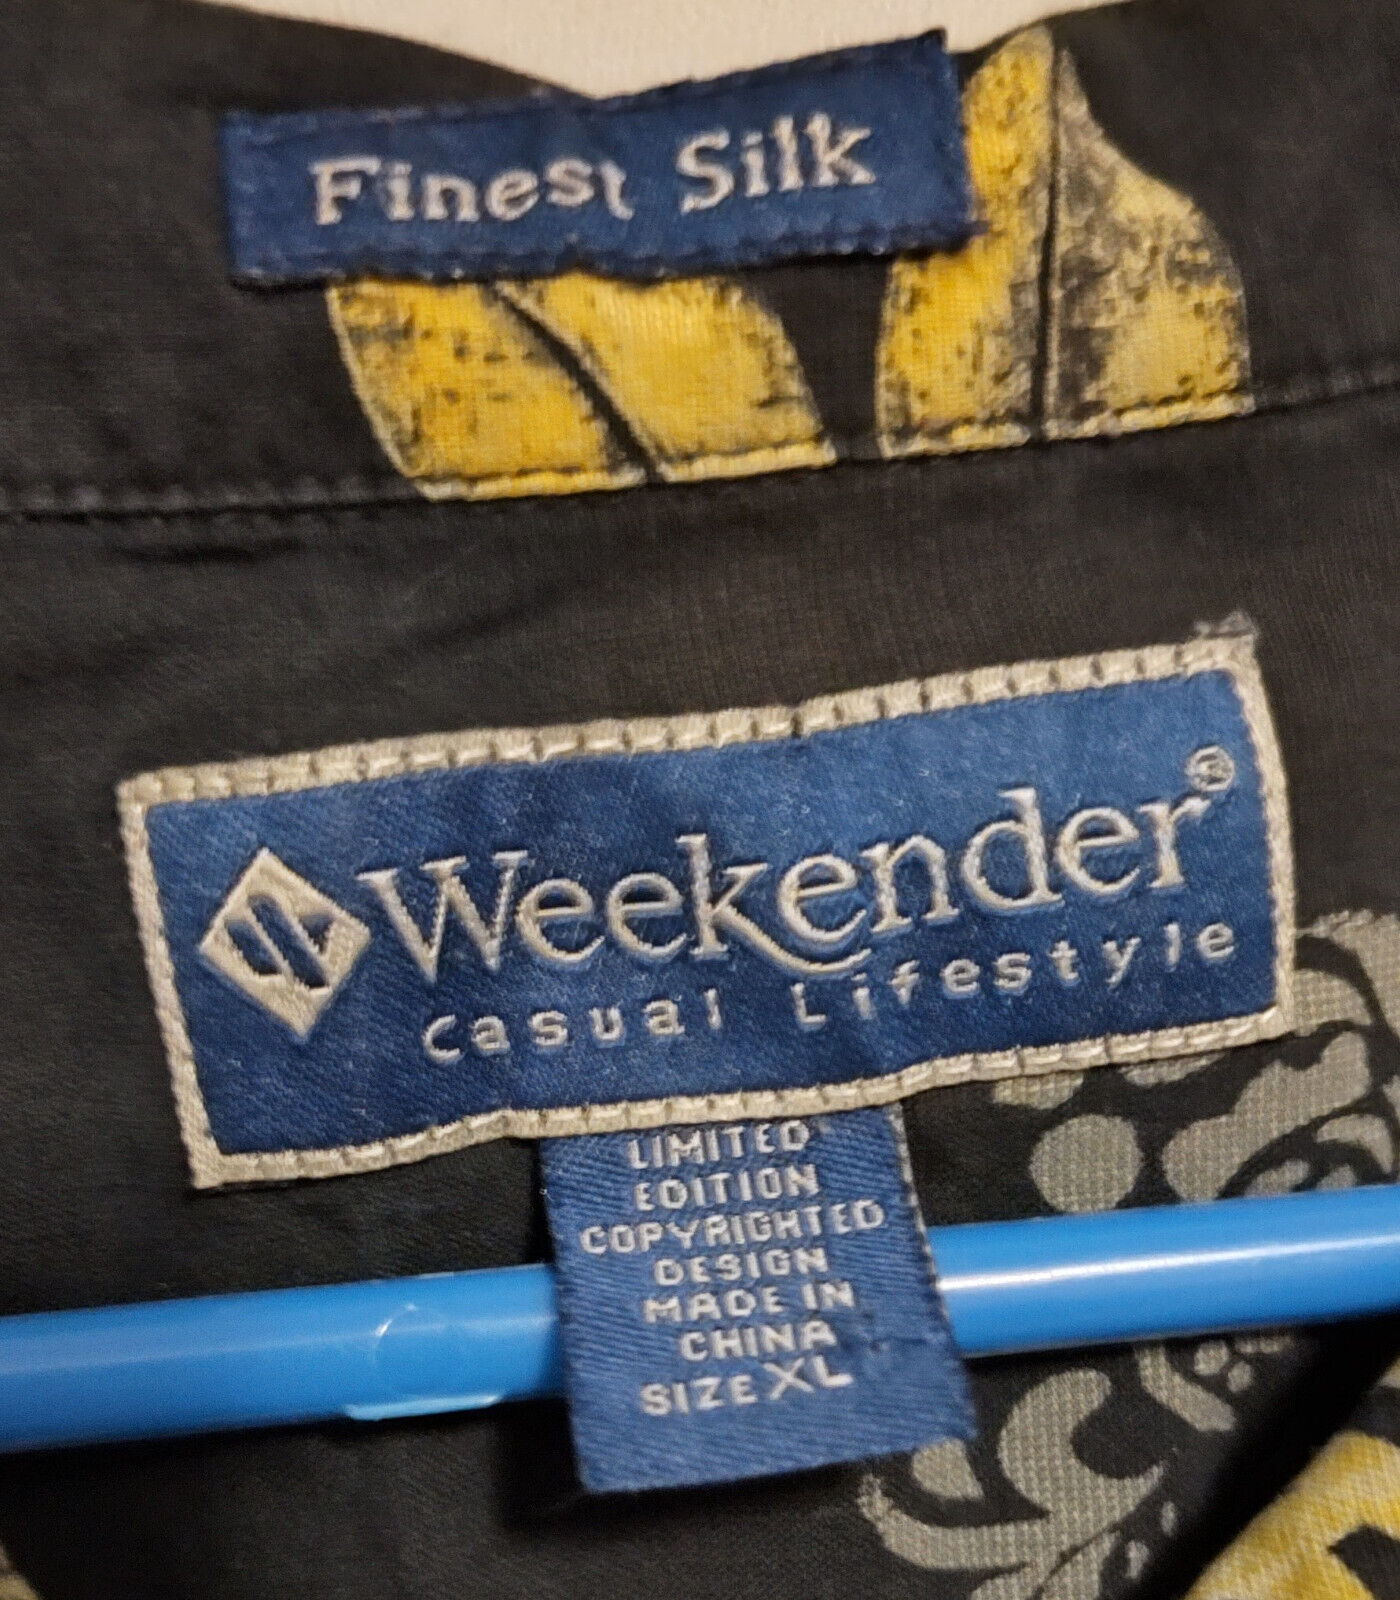 Finest Silk
Weekender®
Casual Lifestyle
LIMITED
EDITION
COPYRIGHTED
DESIGN
MADE IN
CHINA
SIZE XL